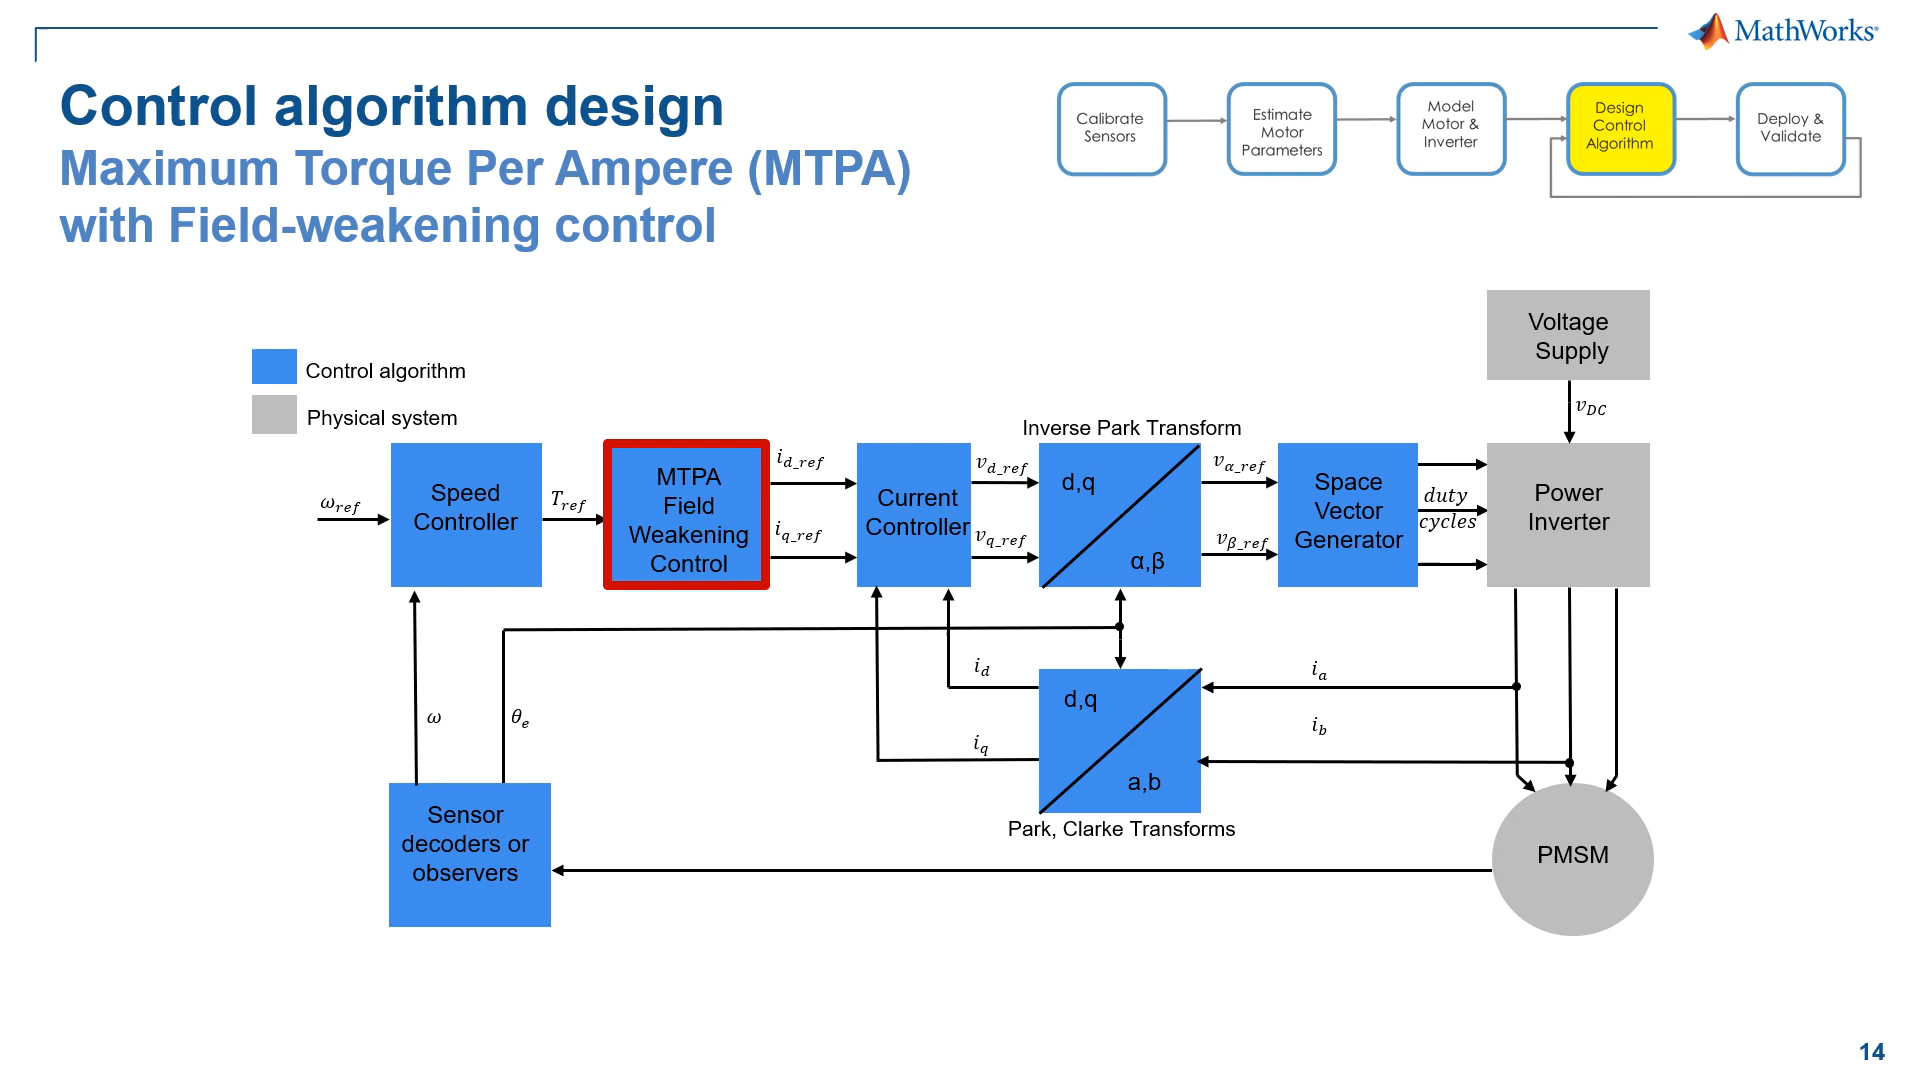 MathWorks®
Control algorithm design
Maximum Torque Per Ampere (MTPA)
with Field-weakening control
Calibrate
Sensors
Estimate
Motor
Parameters
Model
Motor &
Inverter
Design
Control
Algorithm
Deploy &
Validate
Control algorithm
Physical system
Voltage
Supply
v_DC
Inverse Park Transform
ω_ref
Speed
Controller
T_ref
MTPA
Field
Weakening
Control
i_d_ref
i_q_ref
Current
Controller
v_d_ref
v_q_ref
d,q
α,β
v_α_ref
v_β_ref
Space
Vector
Generator
duty
cycles
Power
Inverter
ω
θ_e
i_d
i_q
d,q
a,b
i_a
i_b
Park, Clarke Transforms
Sensor
decoders or
observers
PMSM
14